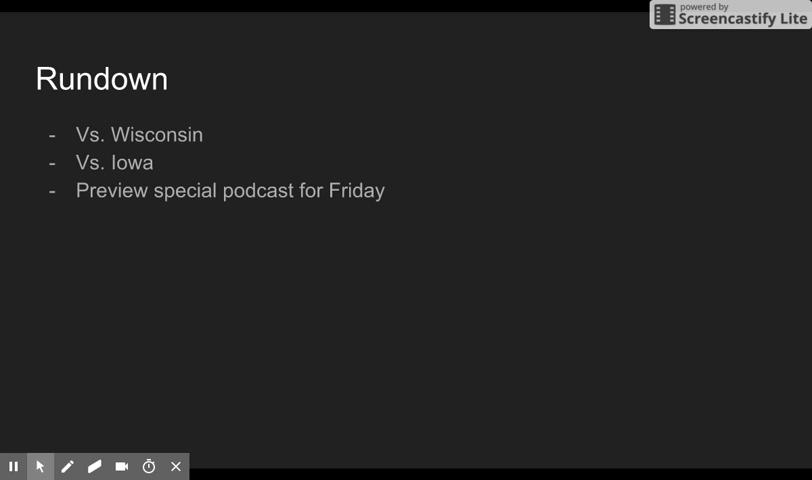 powered by
Screencastify Lite
Rundown
- Vs. Wisconsin
- Vs. Iowa
- Preview special podcast for Friday